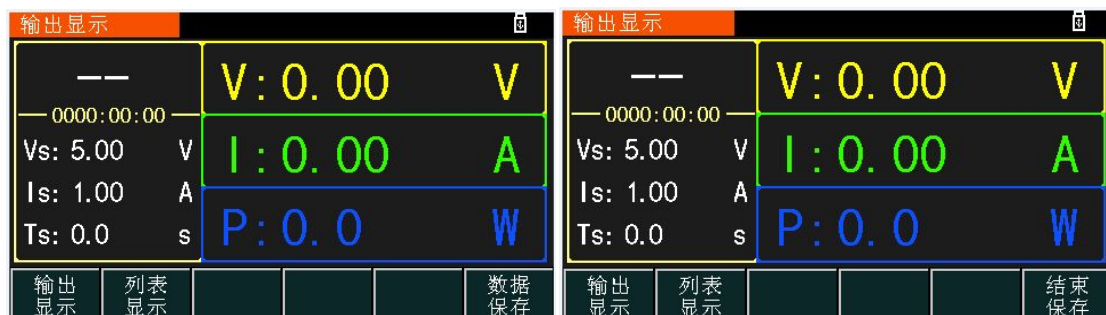 输出显示
——
0000:00:00
Vs: 5.00 V
Is: 1.00 A
Ts: 0.0 s
V: 0.00 V
I: 0.00 A
P: 0.0 W
输出
显示
列表
显示
数据
保存
输出显示
——
0000:00:00
Vs: 5.00 V
Is: 1.00 A
Ts: 0.0 s
V: 0.00 V
I: 0.00 A
P: 0.0 W
输出
显示
列表
显示
结束
保存